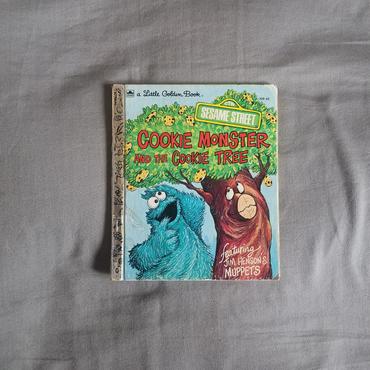 a Little Golden Book
SESAME STREET
COOKIE MONSTER
AND THE COOKIE TREE
featuring
JIM HENSON'S
MUPPETS